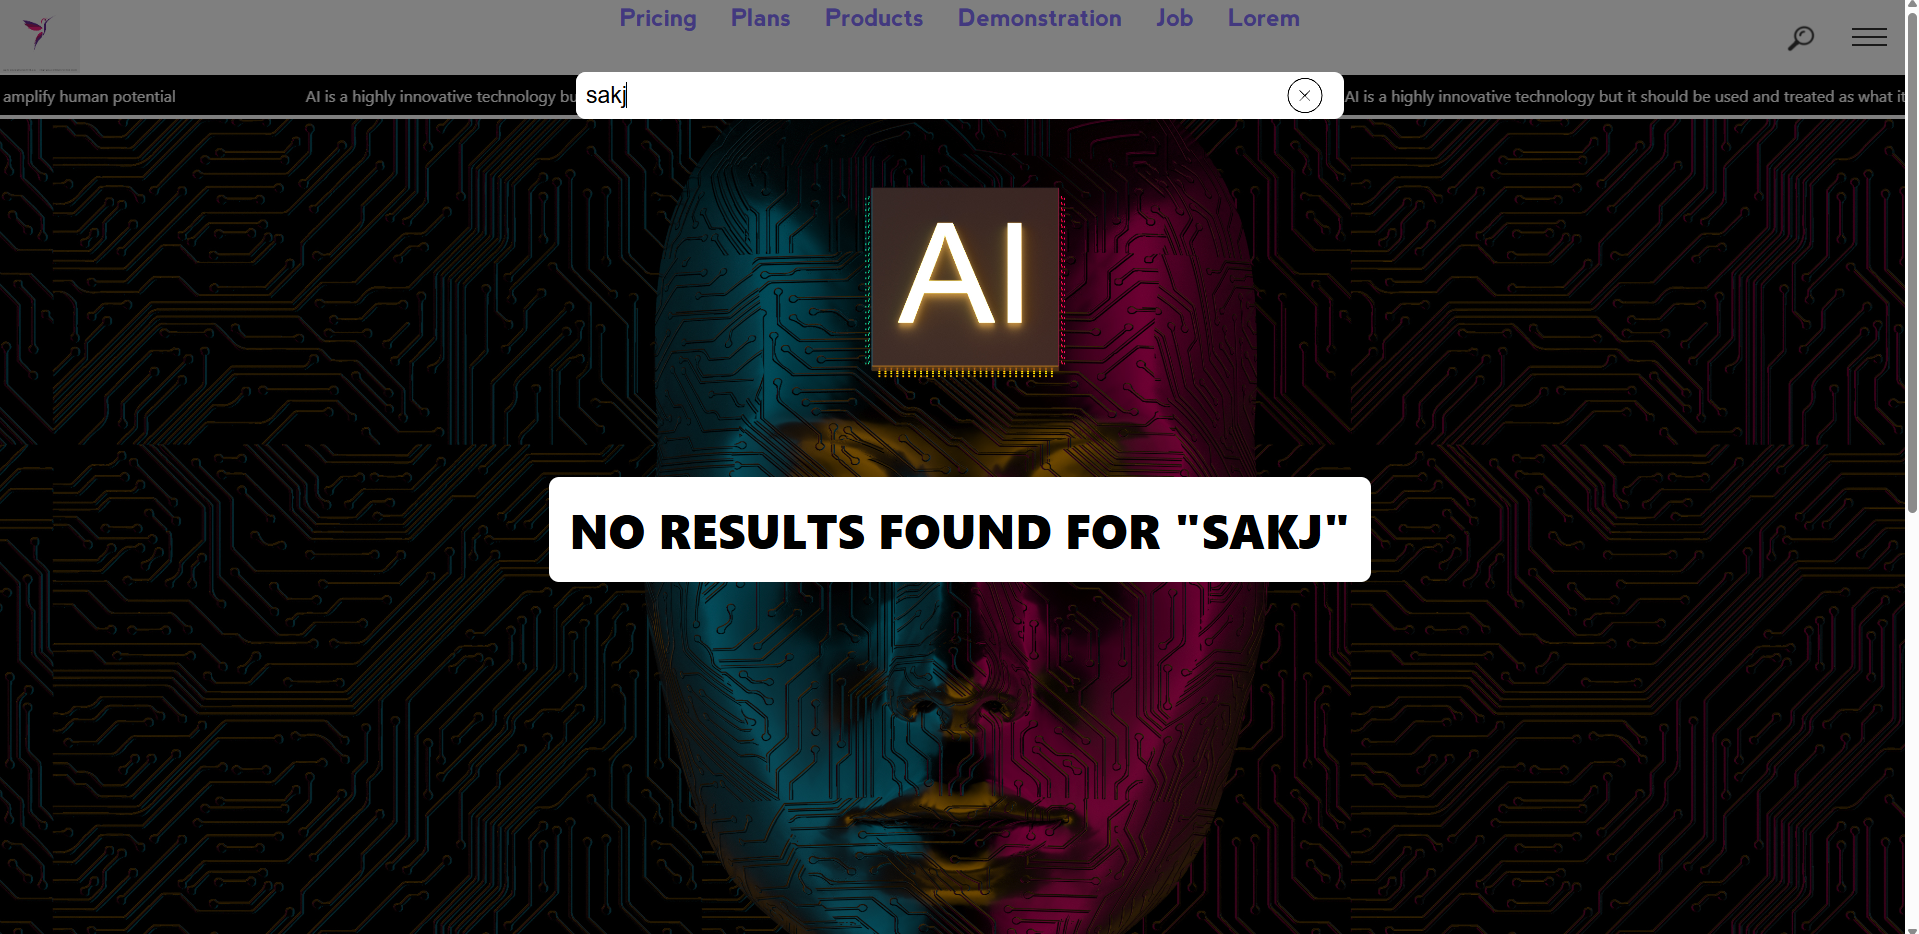 Pricing Plans Products Demonstration Job Lorem
amplify human potential AI is a highly innovative technology bu AI is a highly innovative technology but it should be used and treated as what it
sakj
AI
NO RESULTS FOUND FOR "SAKJ"